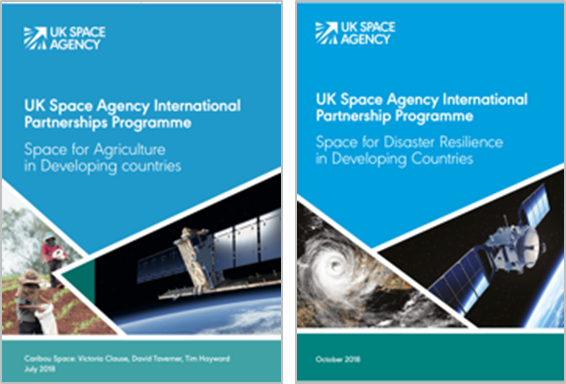 UK SPACE
AGENCY
UK Space Agency International
Partnerships Programme
Space for Agriculture
in Developing countries
Caribou Space: Victoria Clause, David Taverner, Tim Hayward
July 2018
UK SPACE
AGENCY
UK Space Agency International
Partnership Programme
Space for Disaster Resilience
in Developing Countries
October 2018